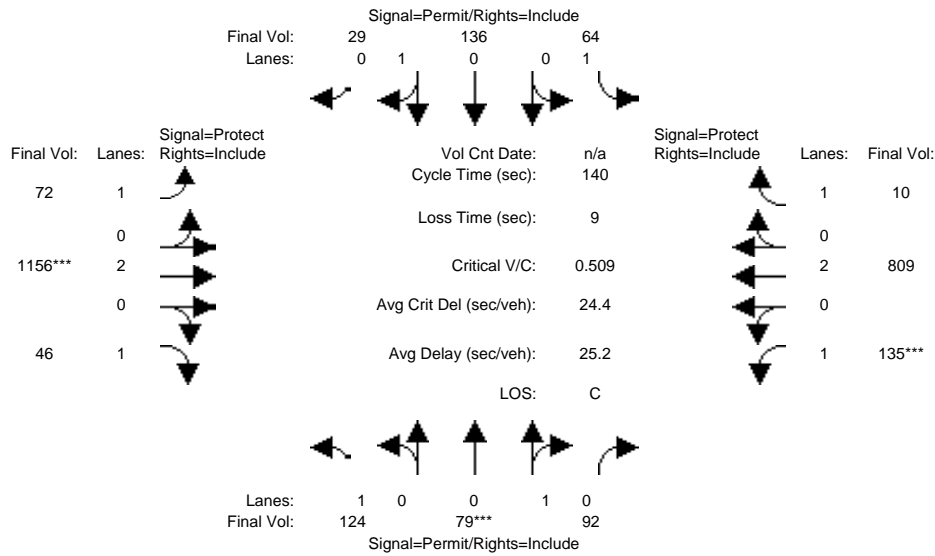 Signal=Permit/Rights=Include
Final Vol: 29 136 64
Lanes: 0 1 0 0 1
Signal=Protect Signal=Protect
Final Vol: Lanes: Rights=Include Vol Cnt Date: n/a Rights=Include Lanes: Final Vol:
Cycle Time (sec): 140
72 1 1 10
Loss Time (sec): 9
0 0
1156*** 2 Critical V/C: 0.509 2 809
0 Avg Crit Del (sec/veh): 24.4 0
46 1 Avg Delay (sec/veh): 25.2 1 135***
LOS: C
Lanes: 1 0 0 1 0
Final Vol: 124 79*** 92
Signal=Permit/Rights=Include